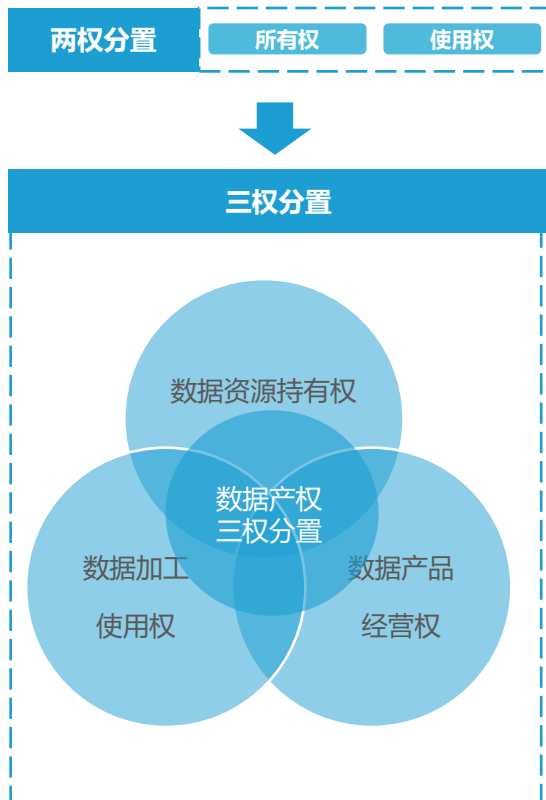 两权分置
所有权
使用权
三权分置
数据资源持有权
数据产权
三权分置
数据加工
使用权
数据产品
经营权